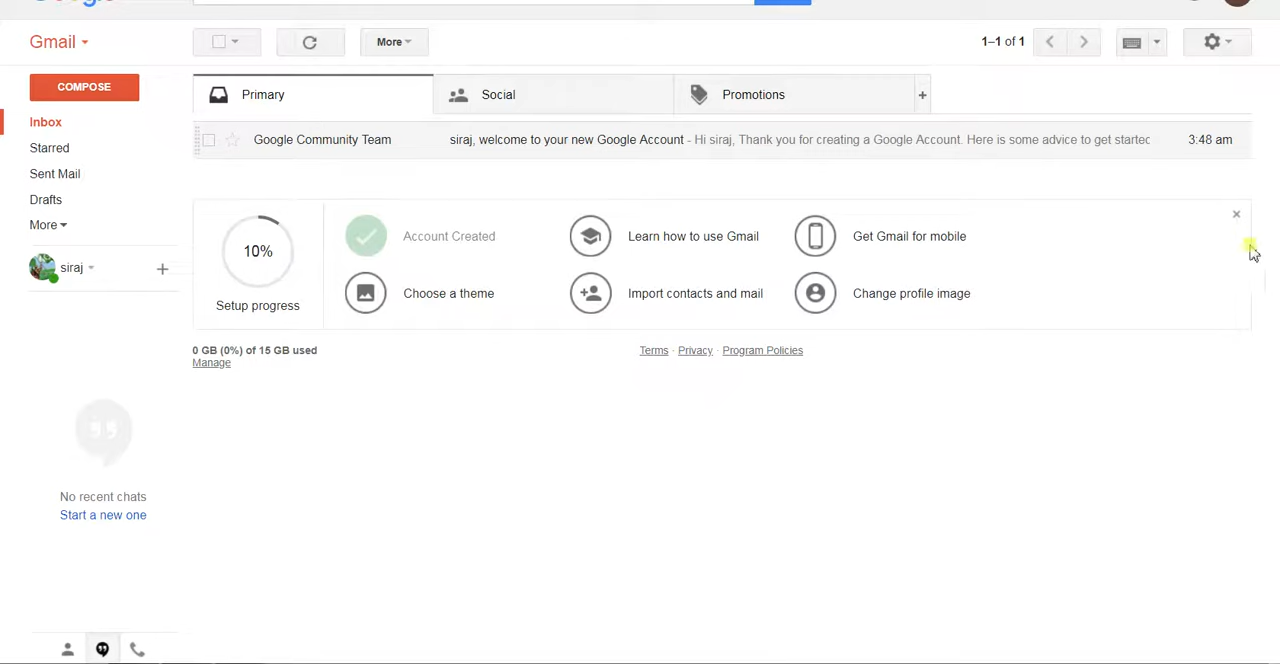 Google
Gmail
More
1–1 of 1
COMPOSE
Primary
Social
Promotions
+
Inbox
Starred
Sent Mail
Drafts
More
siraj
+
Google Community Team siraj, welcome to your new Google Account - Hi siraj, Thank you for creating a Google Account. Here is some advice to get started 3:48 am
10%
Setup progress
Account Created
Learn how to use Gmail
Get Gmail for mobile
Choose a theme
Import contacts and mail
Change profile image
0 GB (0%) of 15 GB used
Manage
Terms · Privacy · Program Policies
No recent chats
Start a new one